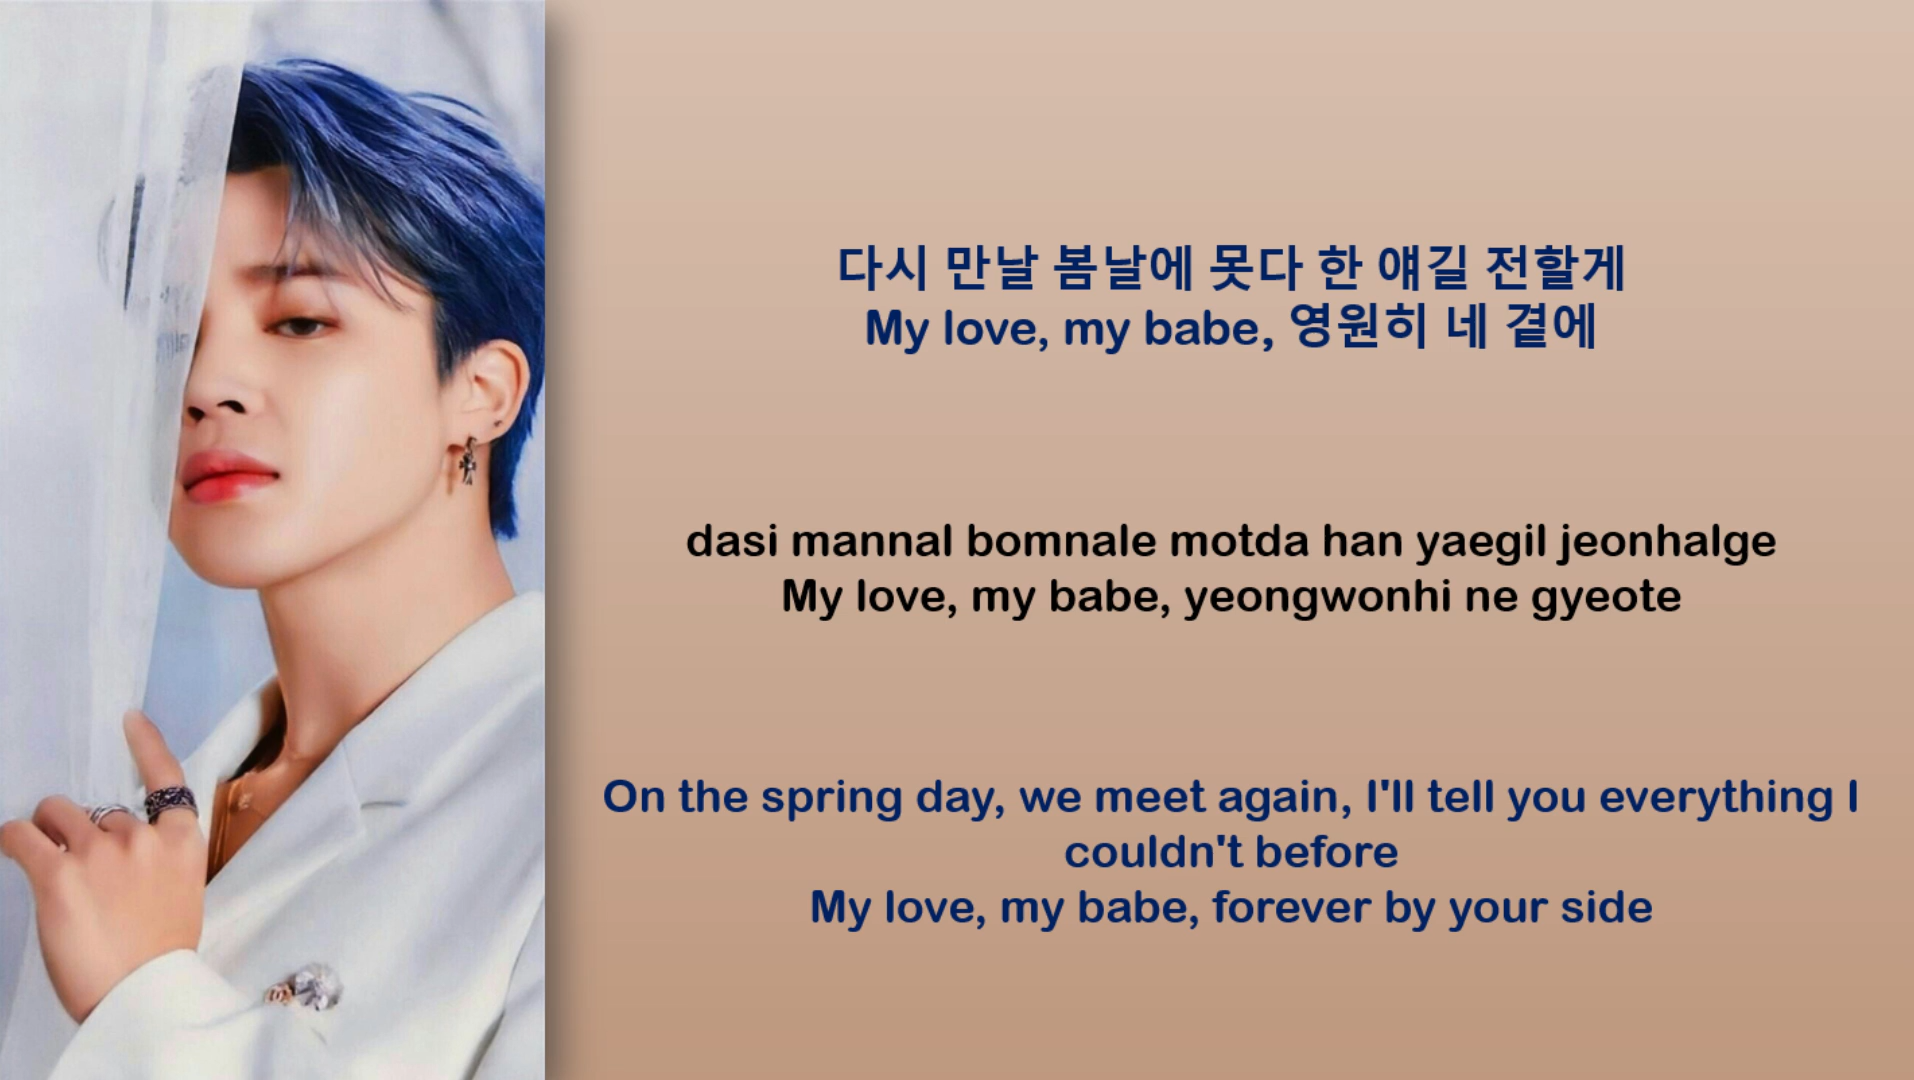 다시 만날 봄날에 못다 한 얘길 전할게
My love, my babe, 영원히 네 곁에
dasi mannal bomnale motda han yaegil jeonhalge
My love, my babe, yeongwonhi ne gyeote
On the spring day, we meet again, I'll tell you everything I
couldn't before
My love, my babe, forever by your side